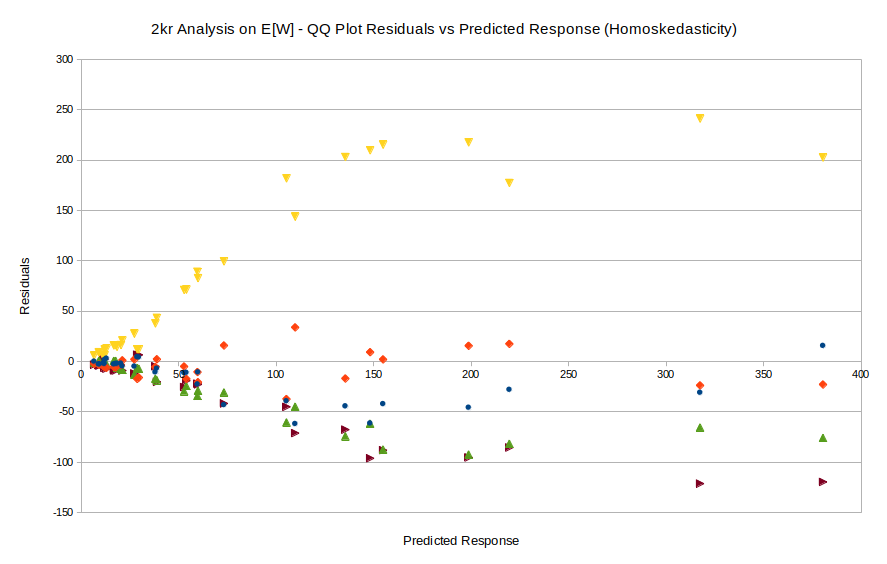 2kr Analysis on E[W] - QQ Plot Residuals vs Predicted Response (Homoskedasticity)
300
250
200
150
100
50
0
-50
-100
-150
0 50 100 150 200 250 300 350 400
Residuals
Predicted Response